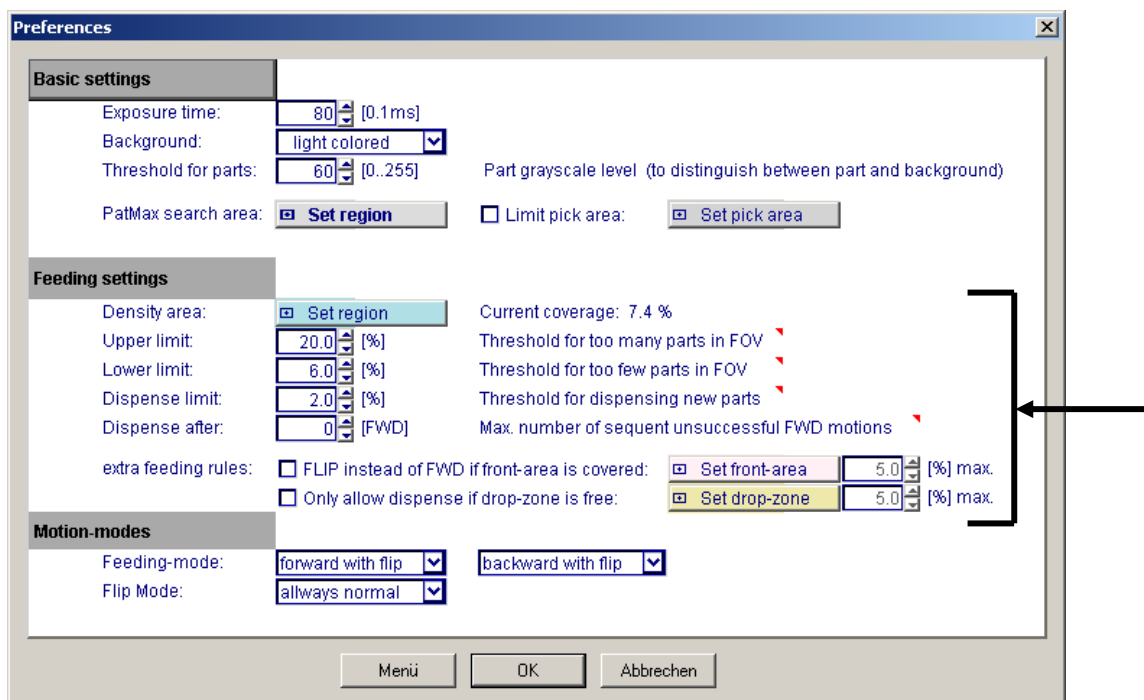 Preferences
Basic settings
Exposure time: 80 [0.1ms]
Background: light colored
Threshold for parts: 60 [0..255] Part grayscale level (to distinguish between part and background)
PatMax search area: Set region Limit pick area: Set pick area
Feeding settings
Density area: Set region Current coverage: 7.4 %
Upper limit: 20.0 [%] Threshold for too many parts in FOV
Lower limit: 6.0 [%] Threshold for too few parts in FOV
Dispense limit: 2.0 [%] Threshold for dispensing new parts
Dispense after: 0 [FWD] Max. number of sequent unsuccessful FWD motions
extra feeding rules: FLIP instead of FWD if front-area is covered: Set front-area 5.0 [%] max.
Only allow dispense if drop-zone is free: Set drop-zone 5.0 [%] max.
Motion-modes
Feeding-mode: forward with flip backward with flip
Flip Mode: allways normal
Menü OK Abbrechen